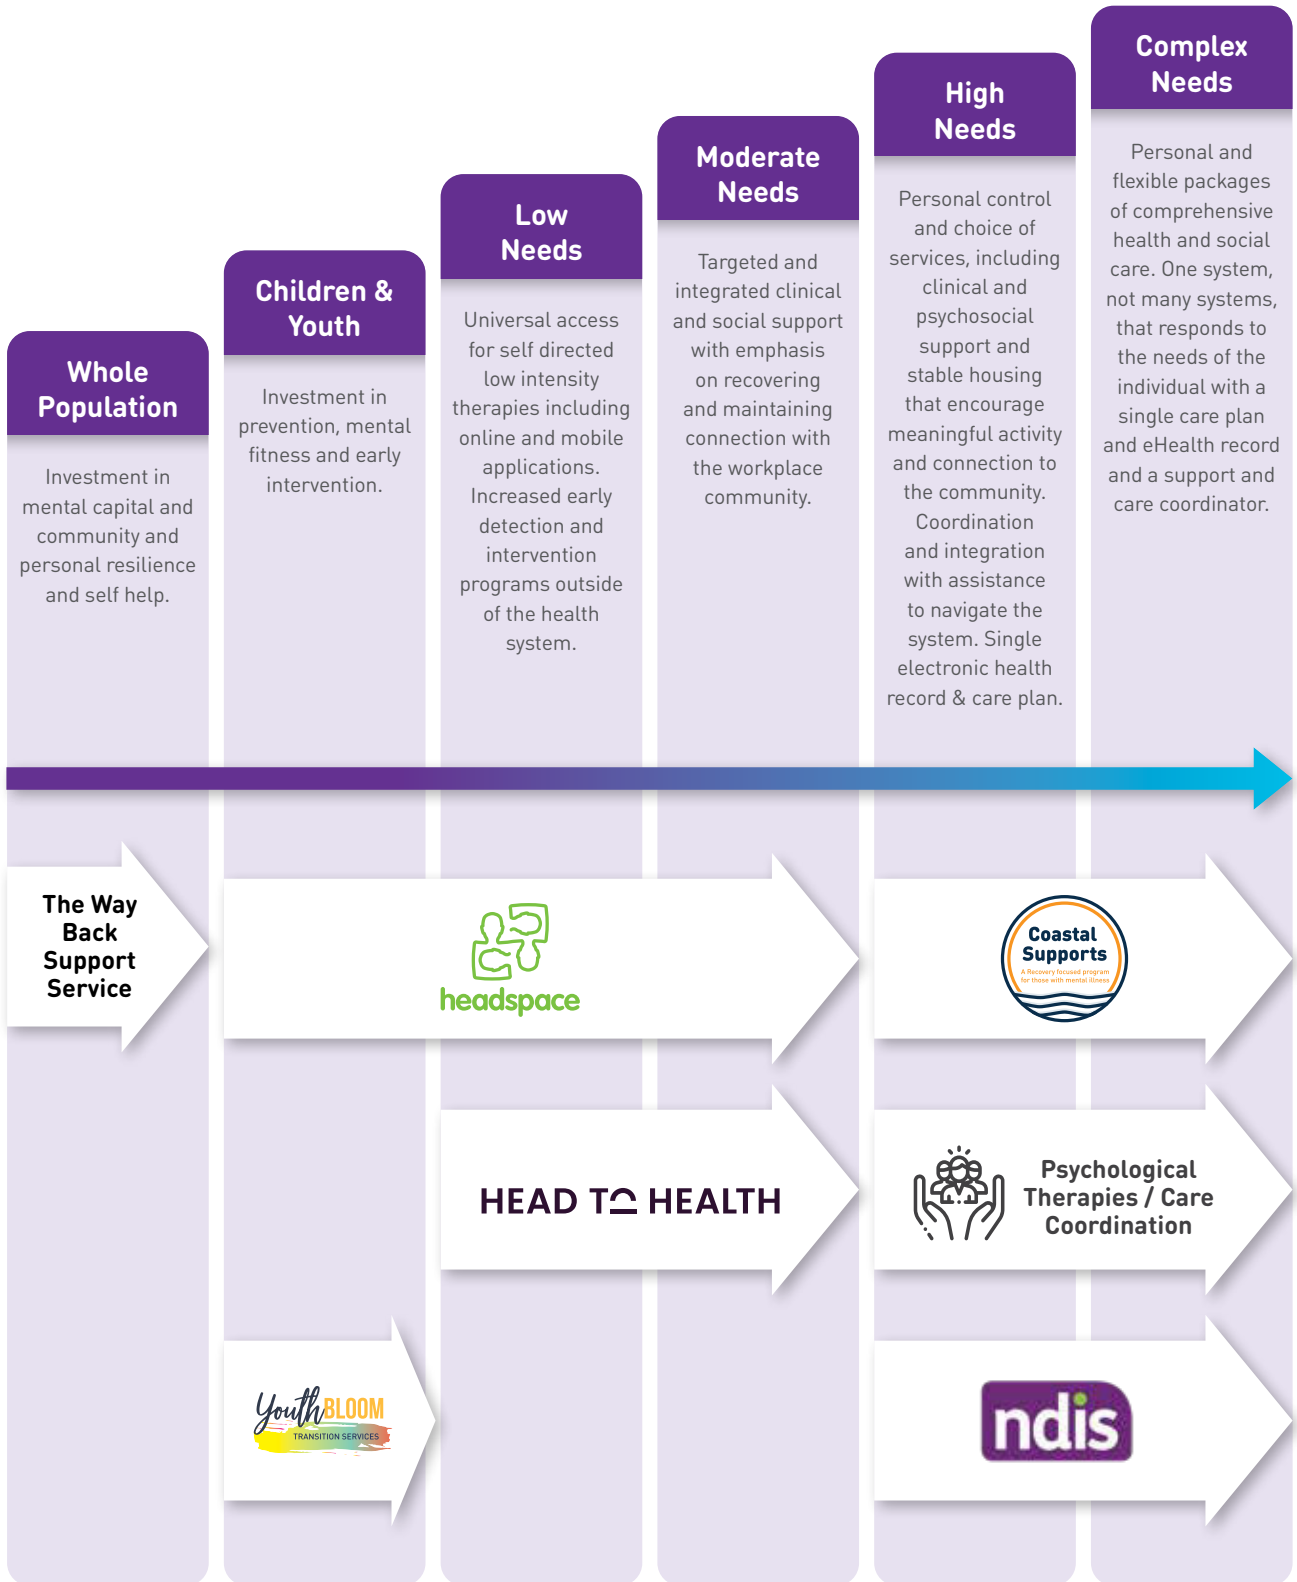 Whole
Population
Investment in
mental capital and
community and
personal resilience
and self help.
Children &
Youth
Investment in
prevention, mental
fitness and early
intervention.
Low
Needs
Universal access
for self directed
low intensity
therapies including
online and mobile
applications.
Increased early
detection and
intervention
programs outside
of the health
system.
Moderate
Needs
Targeted and
integrated clinical
and social support
with emphasis
on recovering
and maintaining
connection with
the workplace
community.
High
Needs
Personal control
and choice of
services, including
clinical and
psychosocial
support and
stable housing
that encourage
meaningful activity
and connection to
the community.
Coordination
and integration
with assistance
to navigate the
system. Single
electronic health
record & care plan.
Complex
Needs
Personal and
flexible packages
of comprehensive
health and social
care. One system,
not many systems,
that responds to
the needs of the
individual with a
single care plan
and eHealth record
and a support and
care coordinator.
The Way
Back
Support
Service
headspace
Coastal
Supports
A Recovery focused program
for those with mental illness
HEAD TO HEALTH
Psychological
Therapies / Care
Coordination
Youth BLOOM
TRANSITION SERVICES
ndis